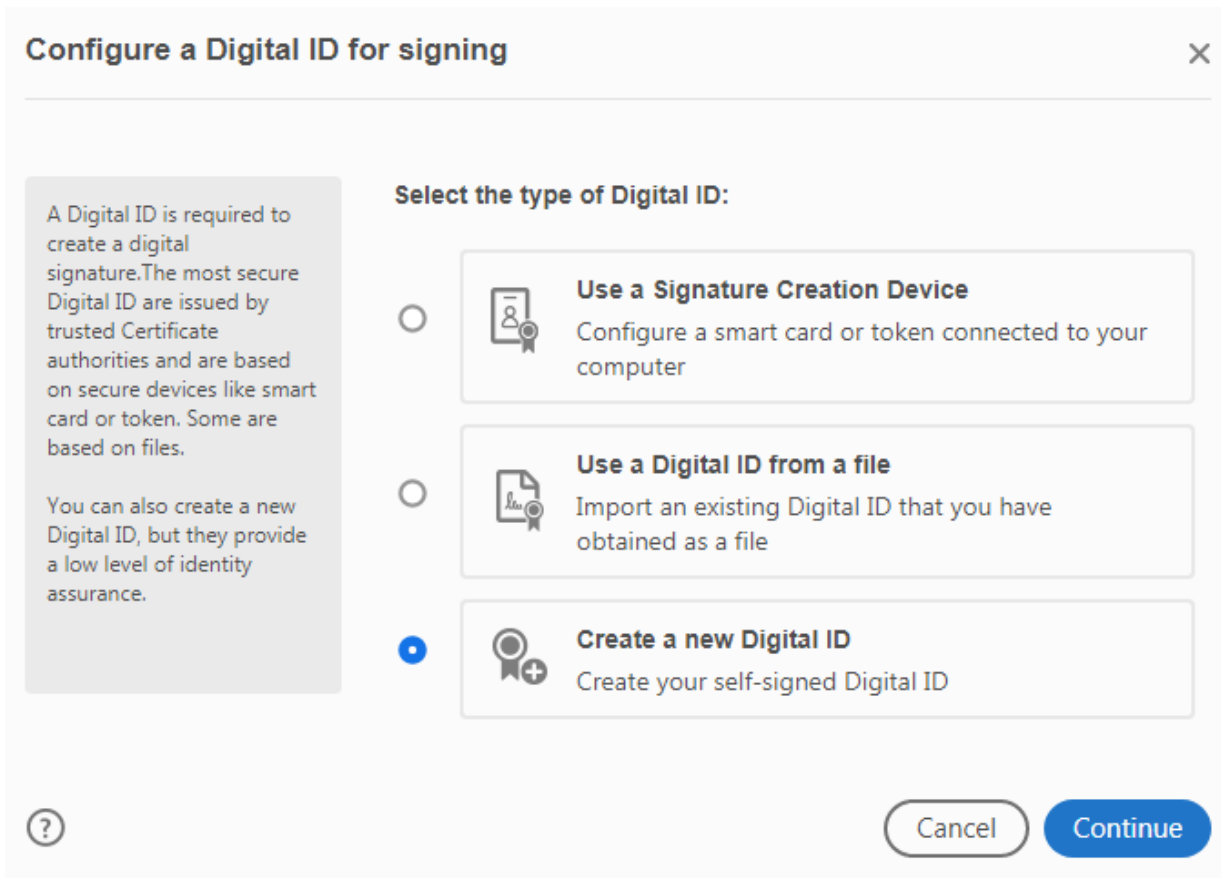 Configure a Digital ID for signing
A Digital ID is required to
create a digital
signature.The most secure
Digital ID are issued by
trusted Certificate
authorities and are based
on secure devices like smart
card or token. Some are
based on files.
You can also create a new
Digital ID, but they provide
a low level of identity
assurance.
Select the type of Digital ID:
Use a Signature Creation Device
Configure a smart card or token connected to your
computer
Use a Digital ID from a file
Import an existing Digital ID that you have
obtained as a file
Create a new Digital ID
Create your self-signed Digital ID
?
Cancel
Continue